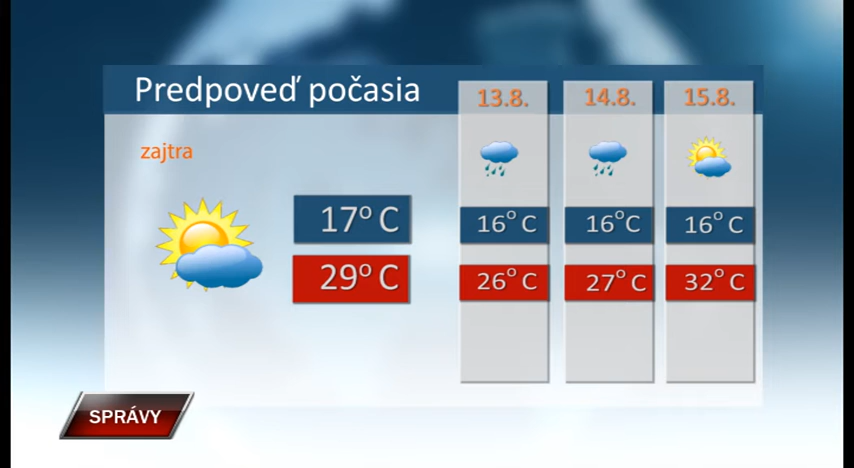 Predpoveď počasia
zajtra
17° C
29° C
13.8.
16° C
26° C
14.8.
16°C
27° C
15.8.
16° C
32° C
SPRÁVY